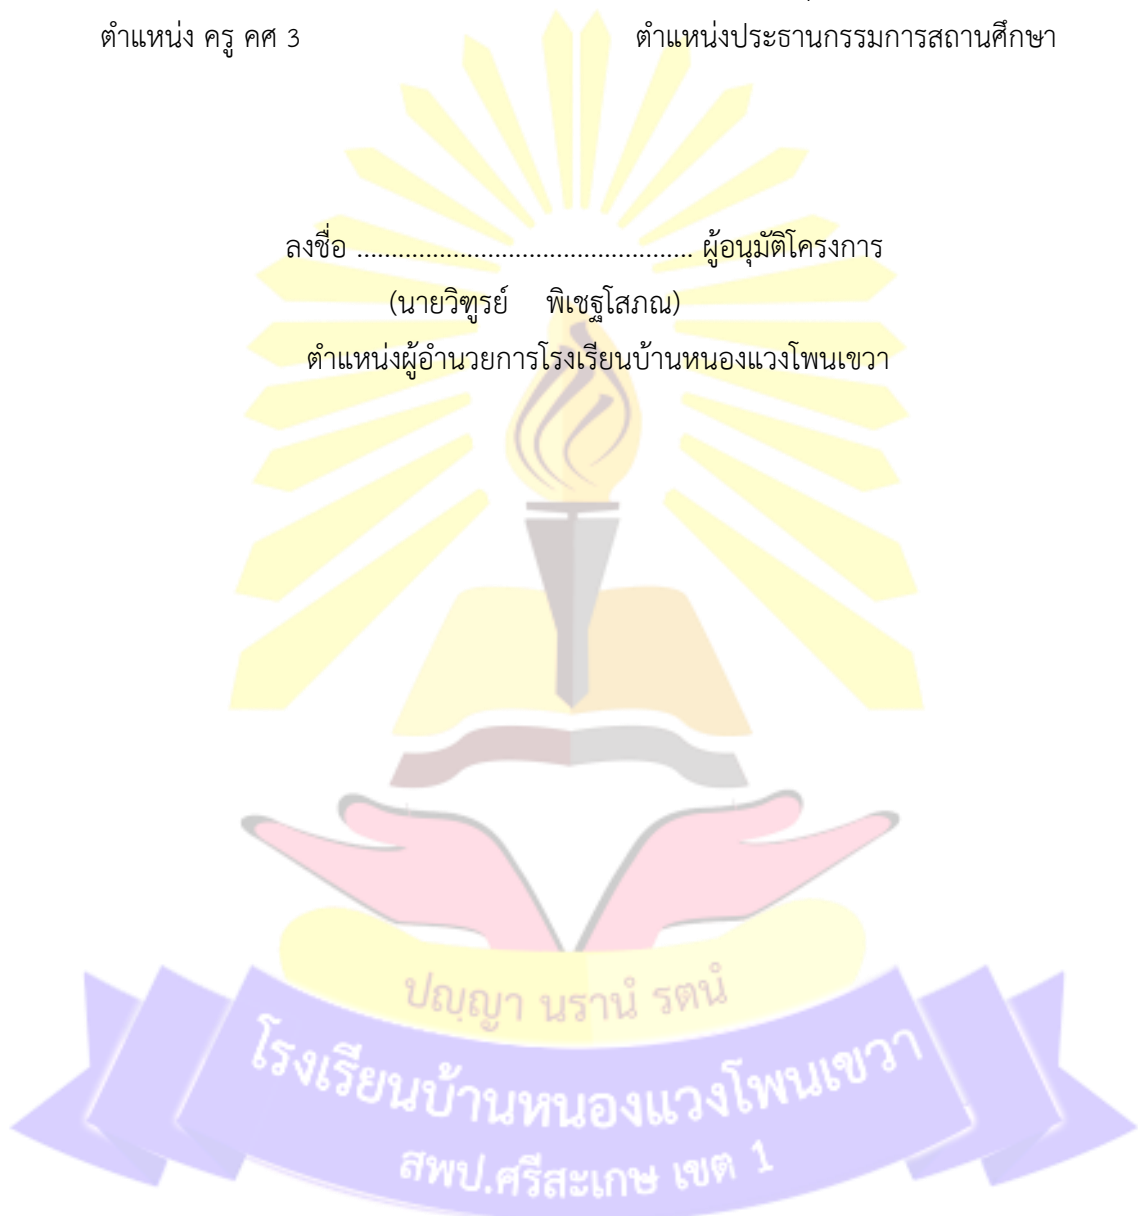 ตำแหน่ง ครู คศ 3 ตำแหน่งประธานกรรมการสถานศึกษา
ลงชื่อ ................................................. ผู้อนุมัติโครงการ
(นายวิฑูรย์ พิเชฐโสภณ)
ตำแหน่งผู้อำนวยการโรงเรียนบ้านหนองแวงโพนเขวา
ปญฺญา นรานํ รตนํ
โรงเรียนบ้านหนองแวงโพนเขวา
สพป.ศรีสะเกษ เขต 1